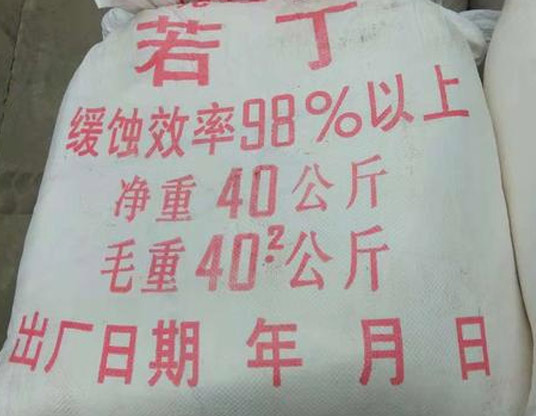 若丁
缓蚀效率98%以上
净重40公斤
毛重40.2公斤
出厂日期 年 月 日